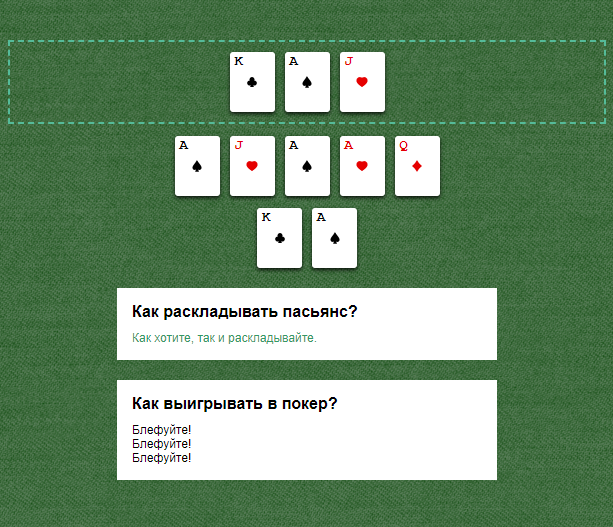 K A J
A J A A Q
K A
Как раскладывать пасьянс?
Как хотите, так и раскладывайте.
Как выигрывать в покер?
Блефуйте!
Блефуйте!
Блефуйте!